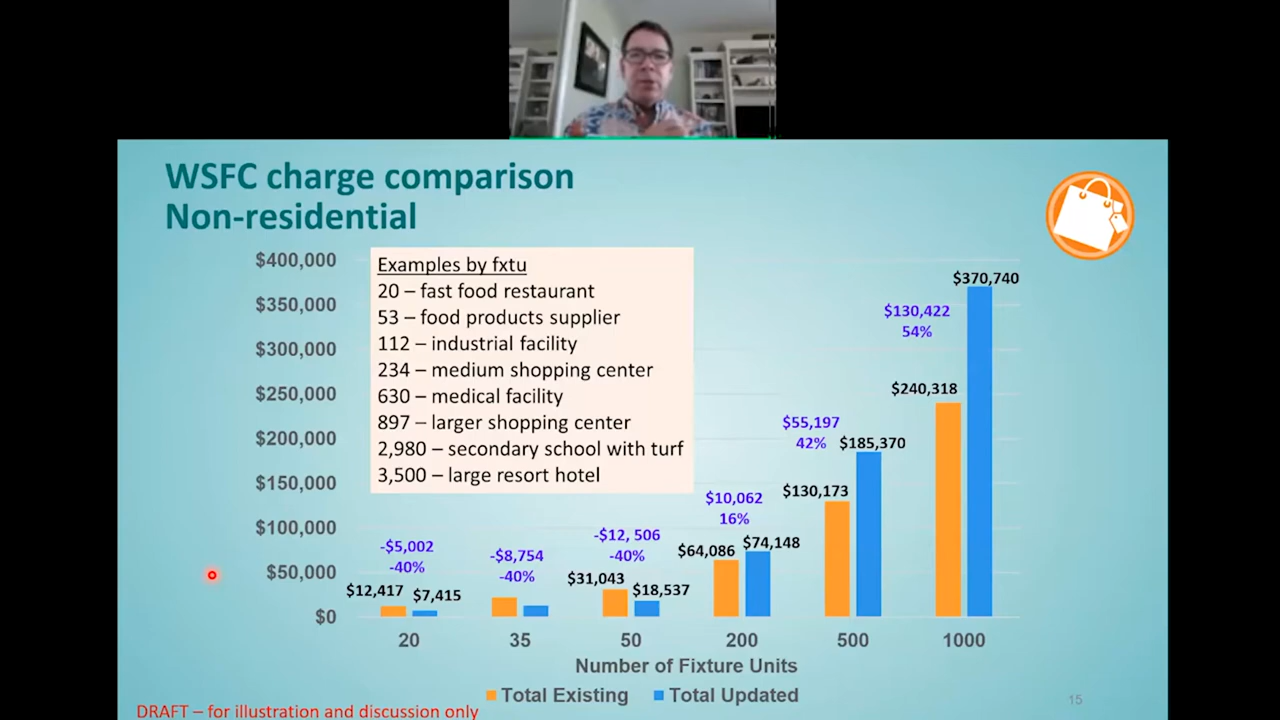 WSFC charge comparison
Non-residential
$400,000
$350,000
$300,000
$250,000
$200,000
$150,000
$100,000
$50,000
$0
Examples by fxtu
20 – fast food restaurant
53 – food products supplier
112 – industrial facility
234 – medium shopping center
630 – medical facility
897 – larger shopping center
2,980 – secondary school with turf
3,500 – large resort hotel
-$5,002
-40%
$12,417
$7,415
-$8,754
-40%
-$12, 506
-40%
$31,043
$18,537
$10,062
16%
$64,086
$74,148
$55,197
42%
$130,173
$185,370
$130,422
54%
$240,318
$370,740
20
35
50
200
500
1000
Number of Fixture Units
Total Existing
Total Updated
DRAFT – for illustration and discussion only
15